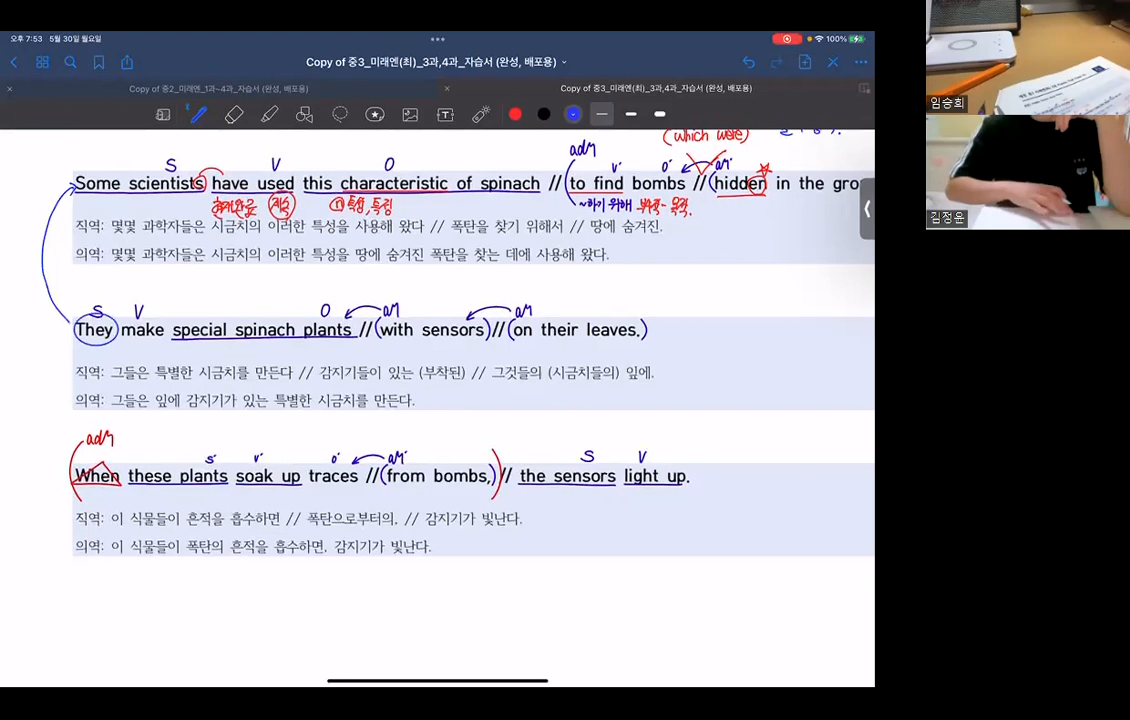 오후 7:53 5월 30일 월요일
100%
Copy of 중3_미래엔(최)_3과,4과_자습서 (완성, 배포용)
Copy of 중2_미래엔_1과~4과_자습서 (완성, 배포용)
Copy of 중3_미래엔(최)_3과,4과_자습서 (완성, 배포용)
(which were)
S V O adv v' o'
Some scientists have used this characteristic of spinach // (to find bombs // (hidden in the gro
계속 ⓝ 특성, 특징 ~하기 위해
직역: 몇몇 과학자들은 시금치의 이러한 특성을 사용해 왔다 // 폭탄을 찾기 위해서 // 땅에 숨겨진.
의역: 몇몇 과학자들은 시금치의 이러한 특성을 땅에 숨겨진 폭탄을 찾는 데에 사용해 왔다.
S V O
They make special spinach plants // (with sensors) // (on their leaves.)
직역: 그들은 특별한 시금치를 만든다 // 감지기들이 있는 (부착된) // 그것들의 (시금치들의) 잎에.
의역: 그들은 잎에 감지기가 있는 특별한 시금치를 만든다.
adv
s' v' o' S V
When these plants soak up traces // (from bombs,) // the sensors light up.
직역: 이 식물들이 흔적을 흡수하면 // 폭탄으로부터의, // 감지기가 빛난다.
의역: 이 식물들이 폭탄의 흔적을 흡수하면, 감지기가 빛난다.
임승희
김정윤